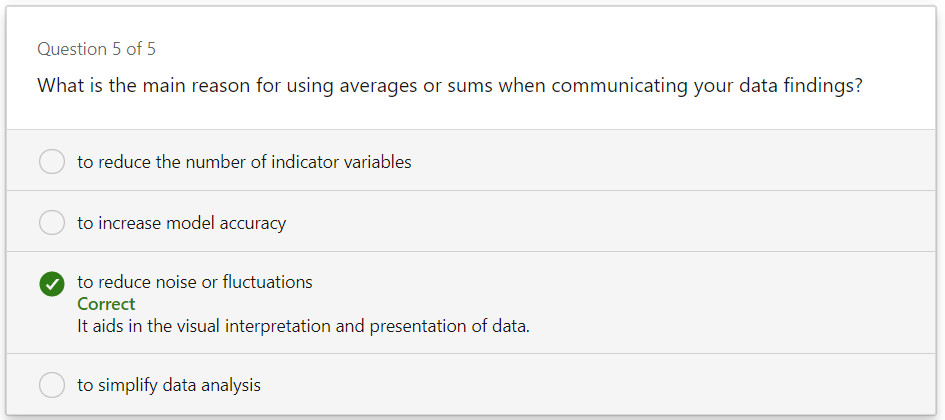 Question 5 of 5
What is the main reason for using averages or sums when communicating your data findings?
to reduce the number of indicator variables
to increase model accuracy
to reduce noise or fluctuations
Correct
It aids in the visual interpretation and presentation of data.
to simplify data analysis